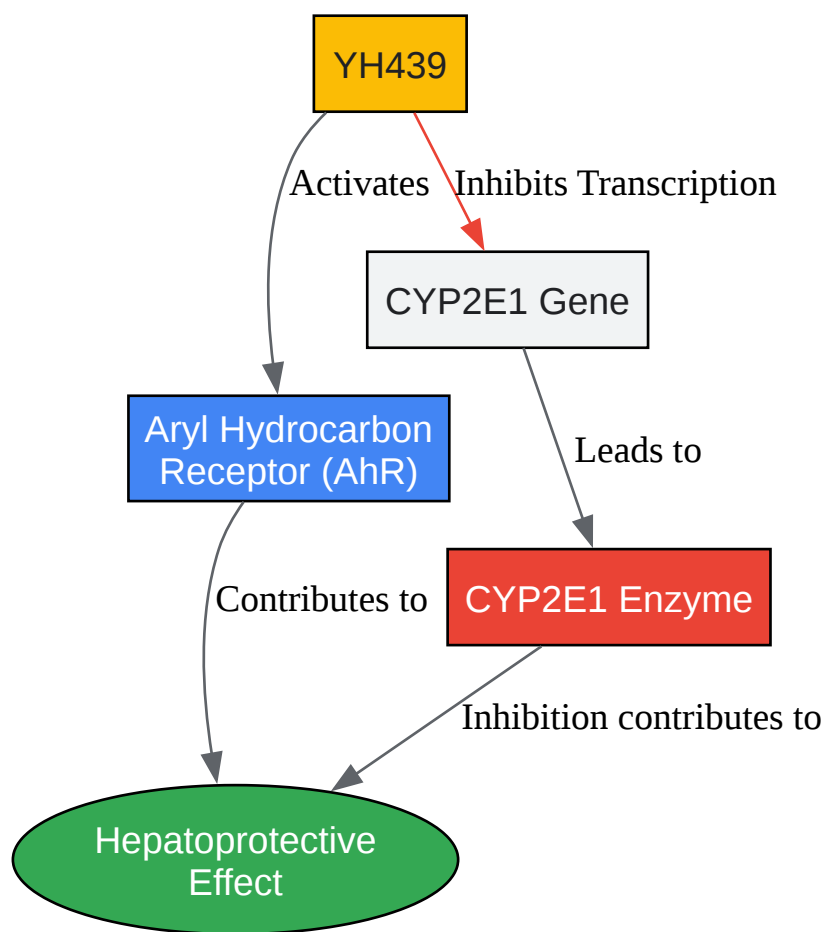 YH439
Activates
Inhibits Transcription
CYP2E1 Gene
Aryl Hydrocarbon
Receptor (AhR)
Leads to
Contributes to
CYP2E1 Enzyme
Inhibition contributes to
Hepatoprotective
Effect